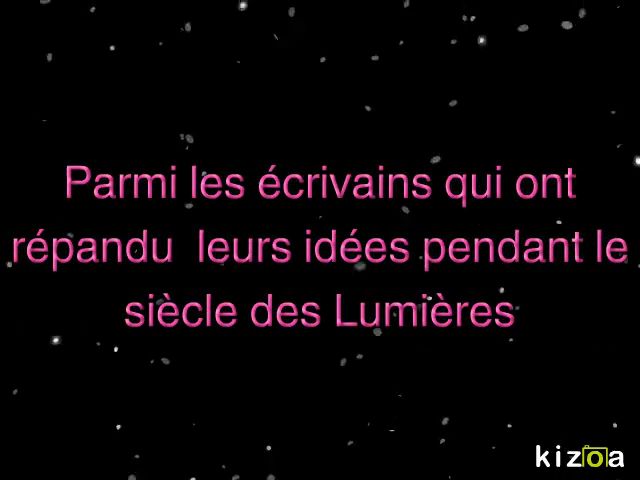 Parmi les écrivains qui ont
répandu  leurs idées pendant le
siècle des Lumières
kizoa